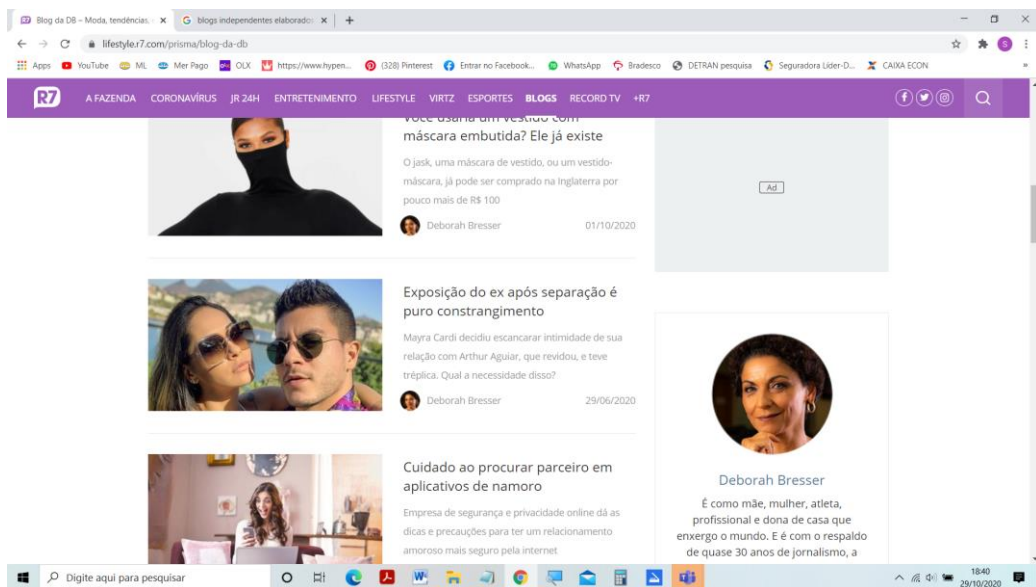 Blog da DB – Moda, tendências,
blogs independentes elaborados
lifestyle.r7.com/prisma/blog-da-db
Apps YouTube ML Mer Pago OLX https://www.hypen... (328) Pinterest Entrar no Facebook... WhatsApp Bradesco DETRAN pesquisa Seguradora Líder-D... CAIXA ECON
R7 A FAZENDA CORONAVÍRUS JR 24H ENTRETENIMENTO LIFESTYLE VIRTZ ESPORTES BLOGS RECORD TV +R7
Você usaria um vestido com
máscara embutida? Ele já existe
O jask, uma máscara de vestido, ou um vestido-
máscara, já pode ser comprado na Inglaterra por
pouco mais de R$ 100
Deborah Bresser 01/10/2020
Ad
Exposição do ex após separação é
puro constrangimento
Mayra Cardi decidiu escancarar intimidade de sua
relação com Arthur Aguiar, que revidou, e teve
tréplica. Qual a necessidade disso?
Deborah Bresser 29/06/2020
Cuidado ao procurar parceiro em
aplicativos de namoro
Empresa de segurança e privacidade online dá as
dicas e precauções para ter um relacionamento
amoroso mais seguro pela internet
Deborah Bresser
É como mãe, mulher, atleta,
profissional e dona de casa que
enxergo o mundo. E é com o respaldo
de quase 30 anos de jornalismo, a
Digite aqui para pesquisar
18:40
29/10/2020